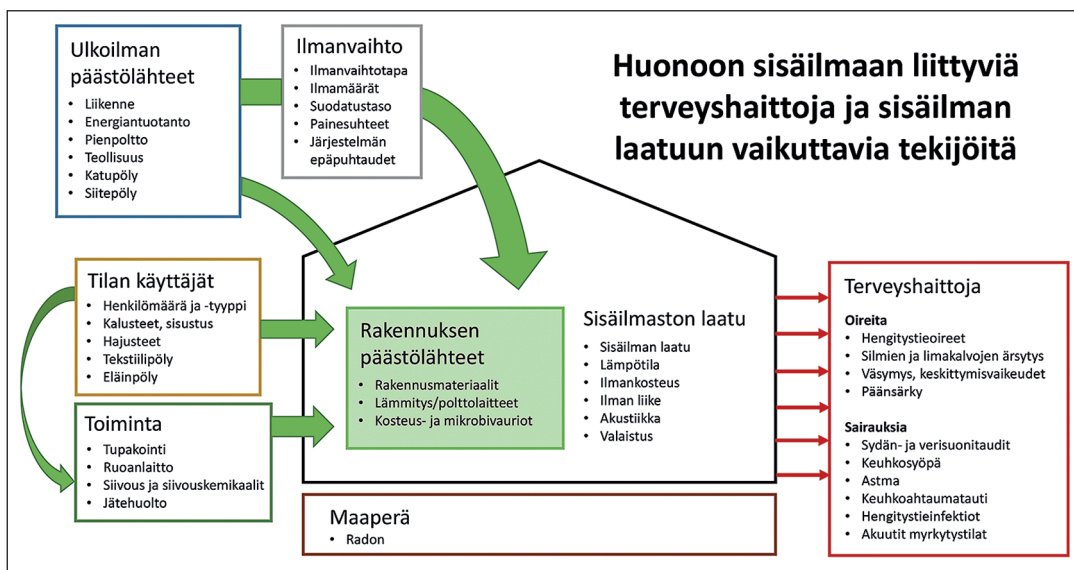 Huonoon sisäilmaan liittyviä
terveyshaittoja ja sisäilman
laatuun vaikuttavia tekijöitä
Ulkoilman
päästölähteet
• Liikenne
• Energiantuotanto
• Pienpoltto
• Teollisuus
• Katupöly
• Siitepöly
Ilmanvaihto
• Ilmanvaihtotapa
• Ilmamäärät
• Suodatustaso
• Painesuhteet
• Järjestelmän
epäpuhtaudet
Tilan käyttäjät
• Henkilömäärä ja -tyyppi
• Kalusteet, sisustus
• Hajusteet
• Tekstiilipöly
• Eläinpöly
Toiminta
• Tupakointi
• Ruoanlaitto
• Siivous ja siivouskemikaalit
• Jätehuolto
Rakennuksen
päästölähteet
• Rakennusmateriaalit
• Lämmitys/polttolaitteet
• Kosteus- ja mikrobivauriot
Sisäilmaston laatu
• Sisäilman laatu
• Lämpötila
• Ilmankosteus
• Ilman liike
• Akustiikka
• Valaistus
Maaperä
• Radon
Terveyshaittoja
Oireita
• Hengitystieoireet
• Silmien ja limakalvojen ärsytys
• Väsymys, keskittymisvaikeudet
• Päänsärky
Sairauksia
• Sydän- ja verisuonitaudit
• Keuhkosyöpä
• Astma
• Keuhkoahtaumatauti
• Hengitystieinfektiot
• Akuutit myrkytystilat